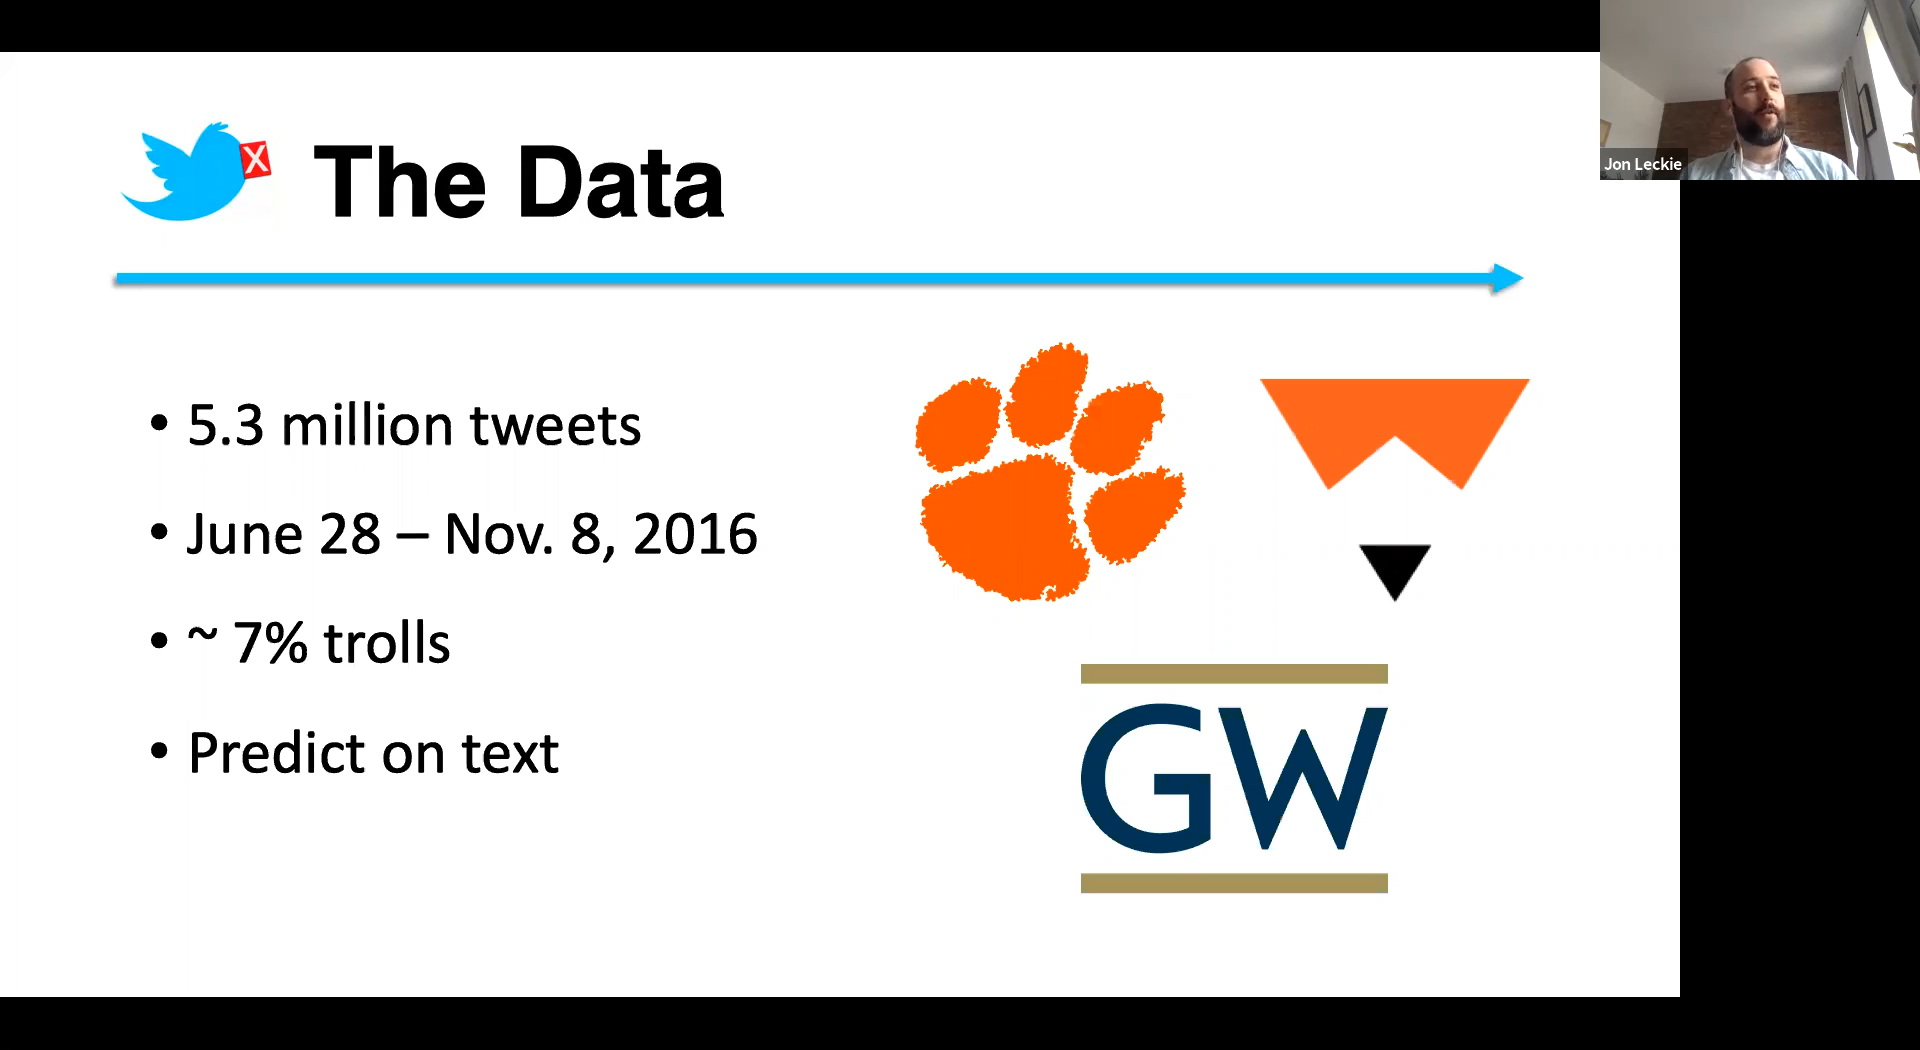 X
The Data
Jon Leckie
• 5.3 million tweets
• June 28 – Nov. 8, 2016
• ~ 7% trolls
• Predict on text
GW